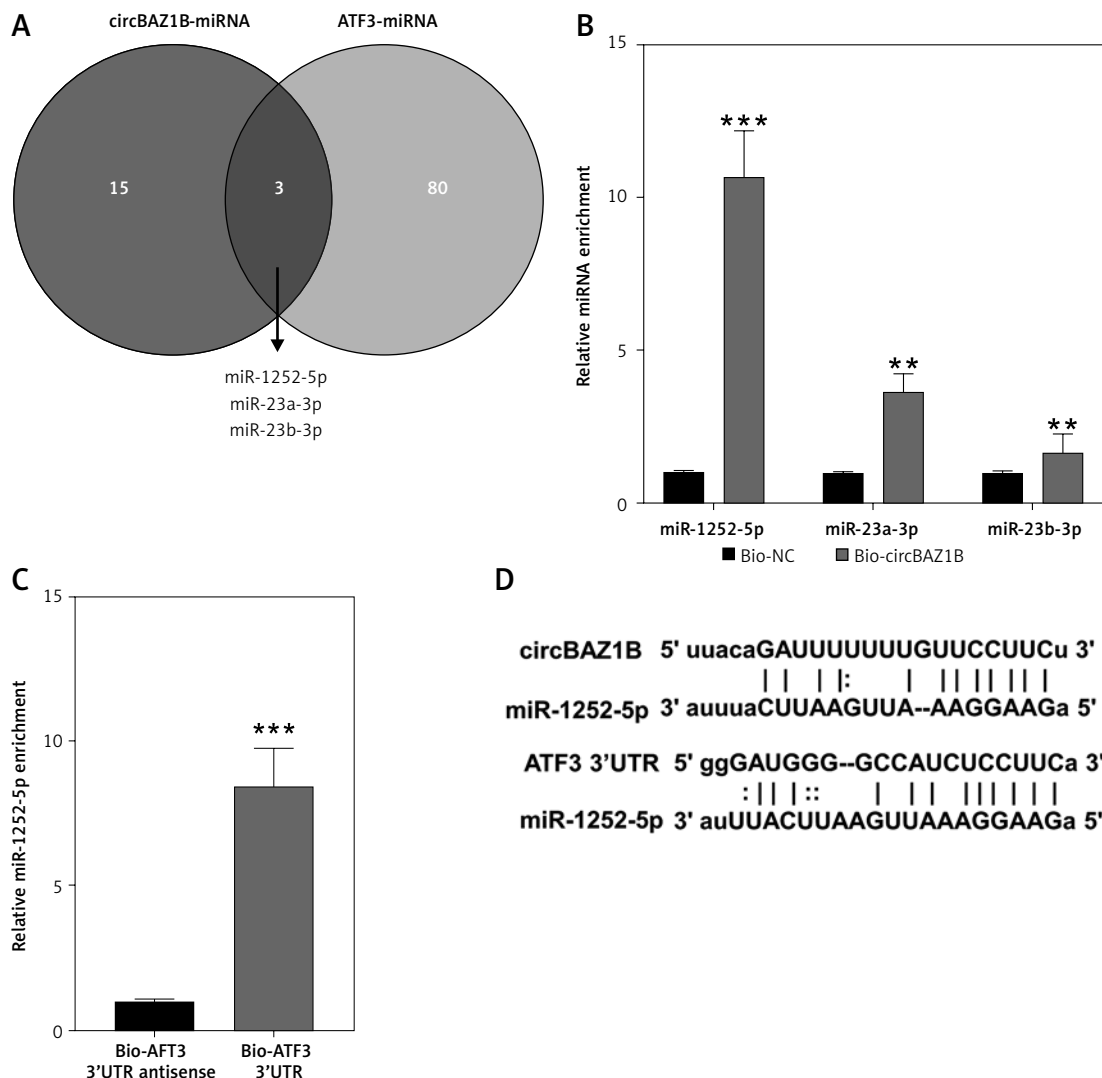 A
circBAZ1B-miRNA
ATF3-miRNA
15
3
80
miR-1252-5p
miR-23a-3p
miR-23b-3p
B
Relative miRNA enrichment
15
10
5
0
***
**
**
miR-1252-5p
miR-23a-3p
miR-23b-3p
Bio-NC
Bio-circBAZ1B
C
Relative miR-1252-5p enrichment
15
10
5
0
***
Bio-AFT3
3'UTR antisense
Bio-ATF3
3'UTR
D
circBAZ1B 5' uuacaGAUUUUUUUGUUCCUUCu 3'
| | | |: | || || || |
miR-1252-5p 3' auuuaCUUAAGUUA--AAGGAAGa 5'
ATF3 3'UTR 5' ggGAUGGG--GCCAUCUCCUUCa 3'
:|| |:: | | | ||| | | |
miR-1252-5p 3' auUUACUUAAGUUAAAGGAAGa 5'